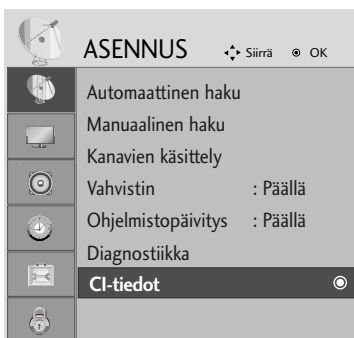 ASENNUS Siirrä OK
Automaattinen haku
Manuaalinen haku
Kanavien käsittely
Vahvistin : Päällä
Ohjelmistopäivitys : Päällä
Diagnostiikka
CI-tiedot